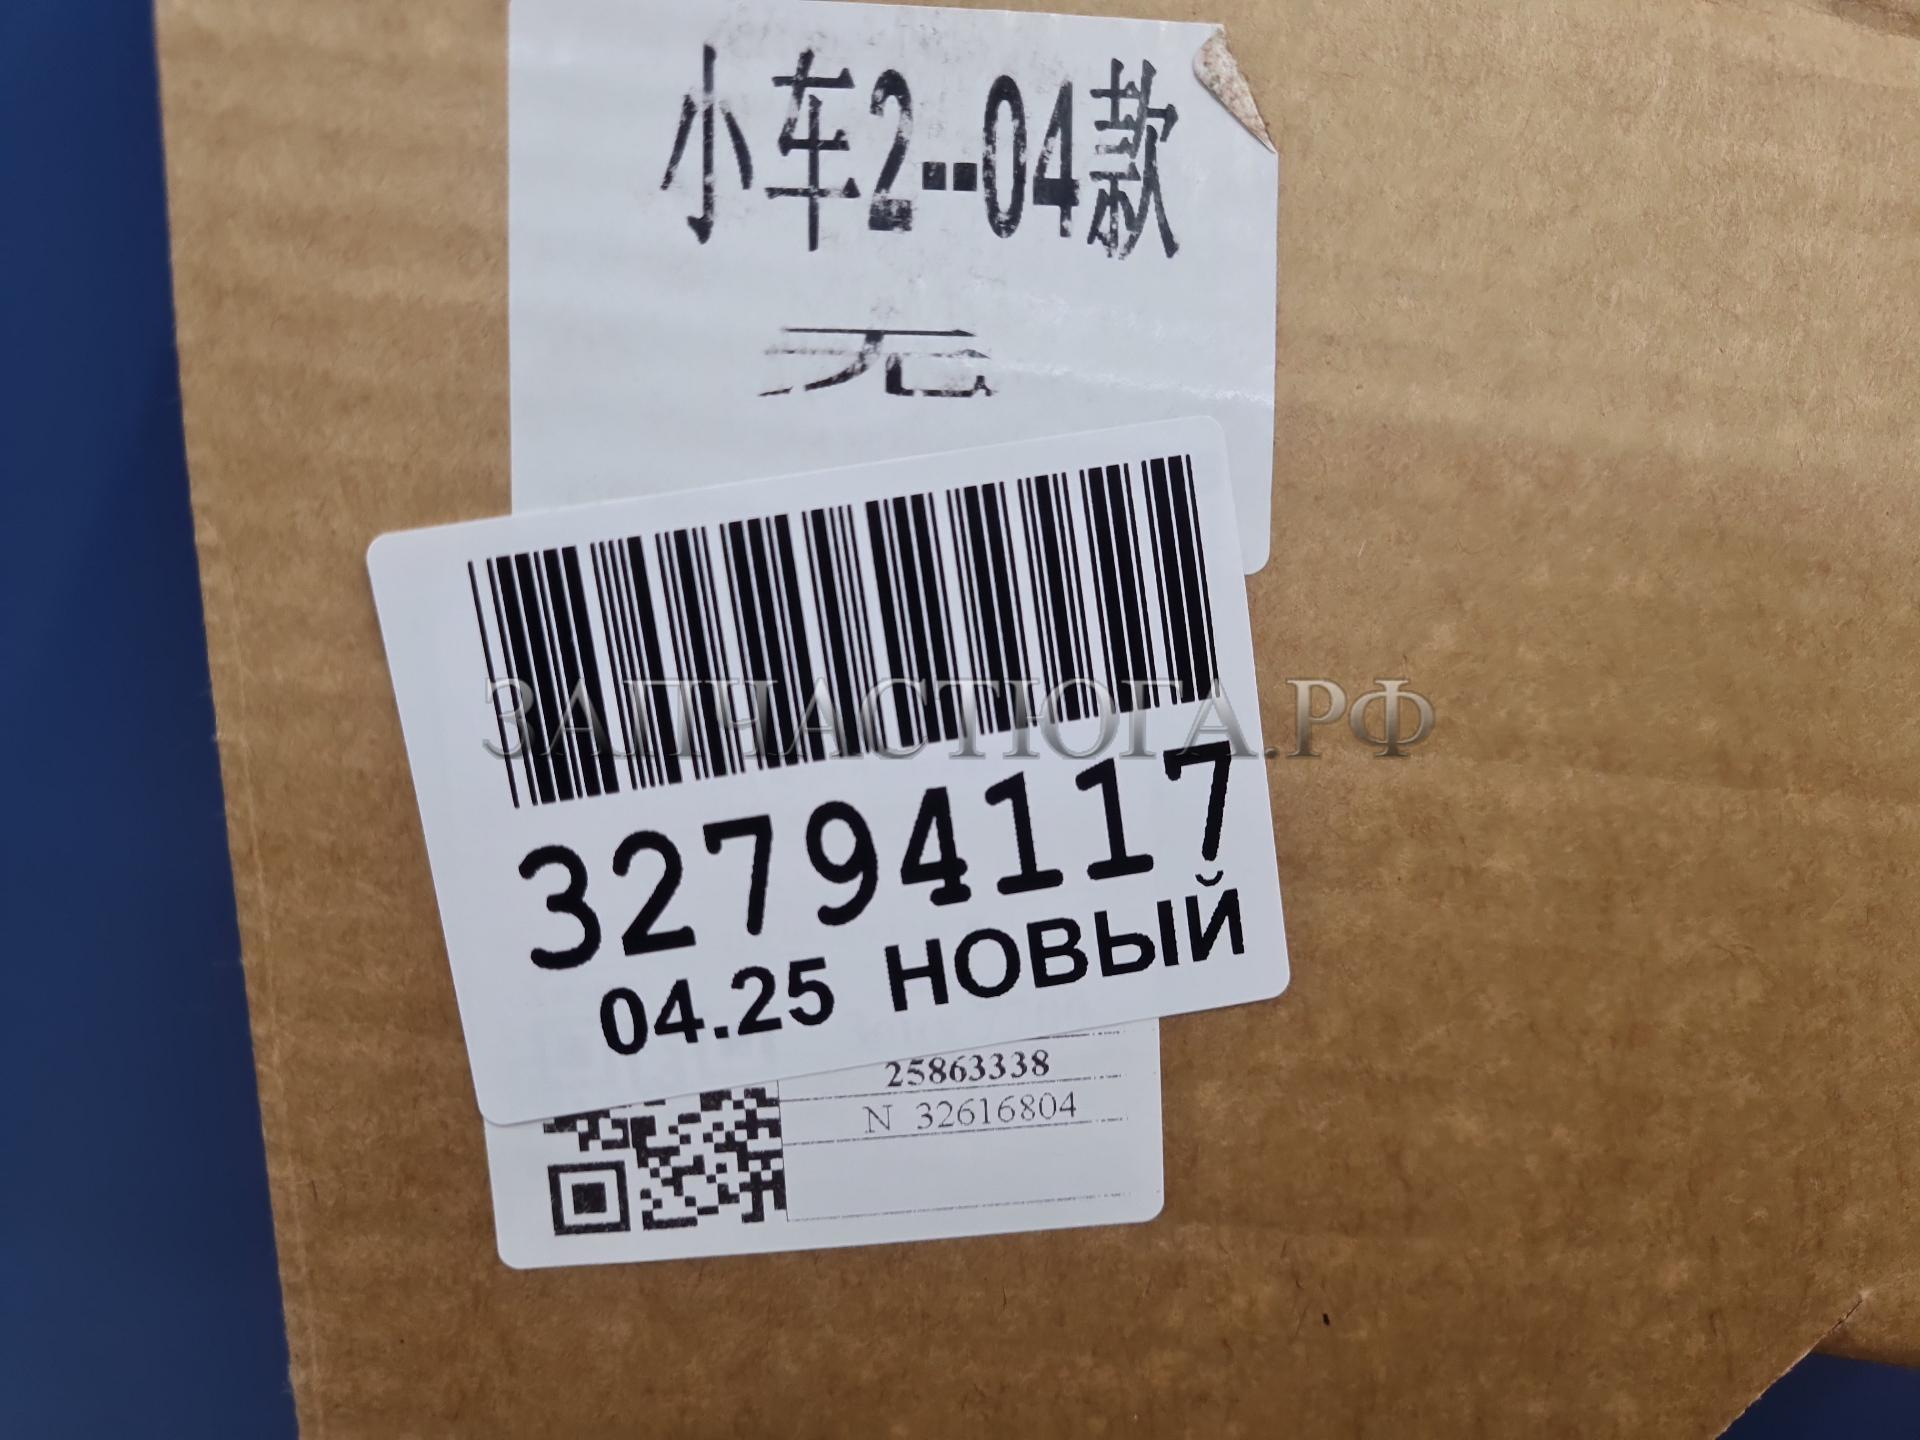 小车2--04款
无
ЗАПЧАСТЮГА.РФ
32794117
04.25 НОВЫЙ
25863338
N 32616804